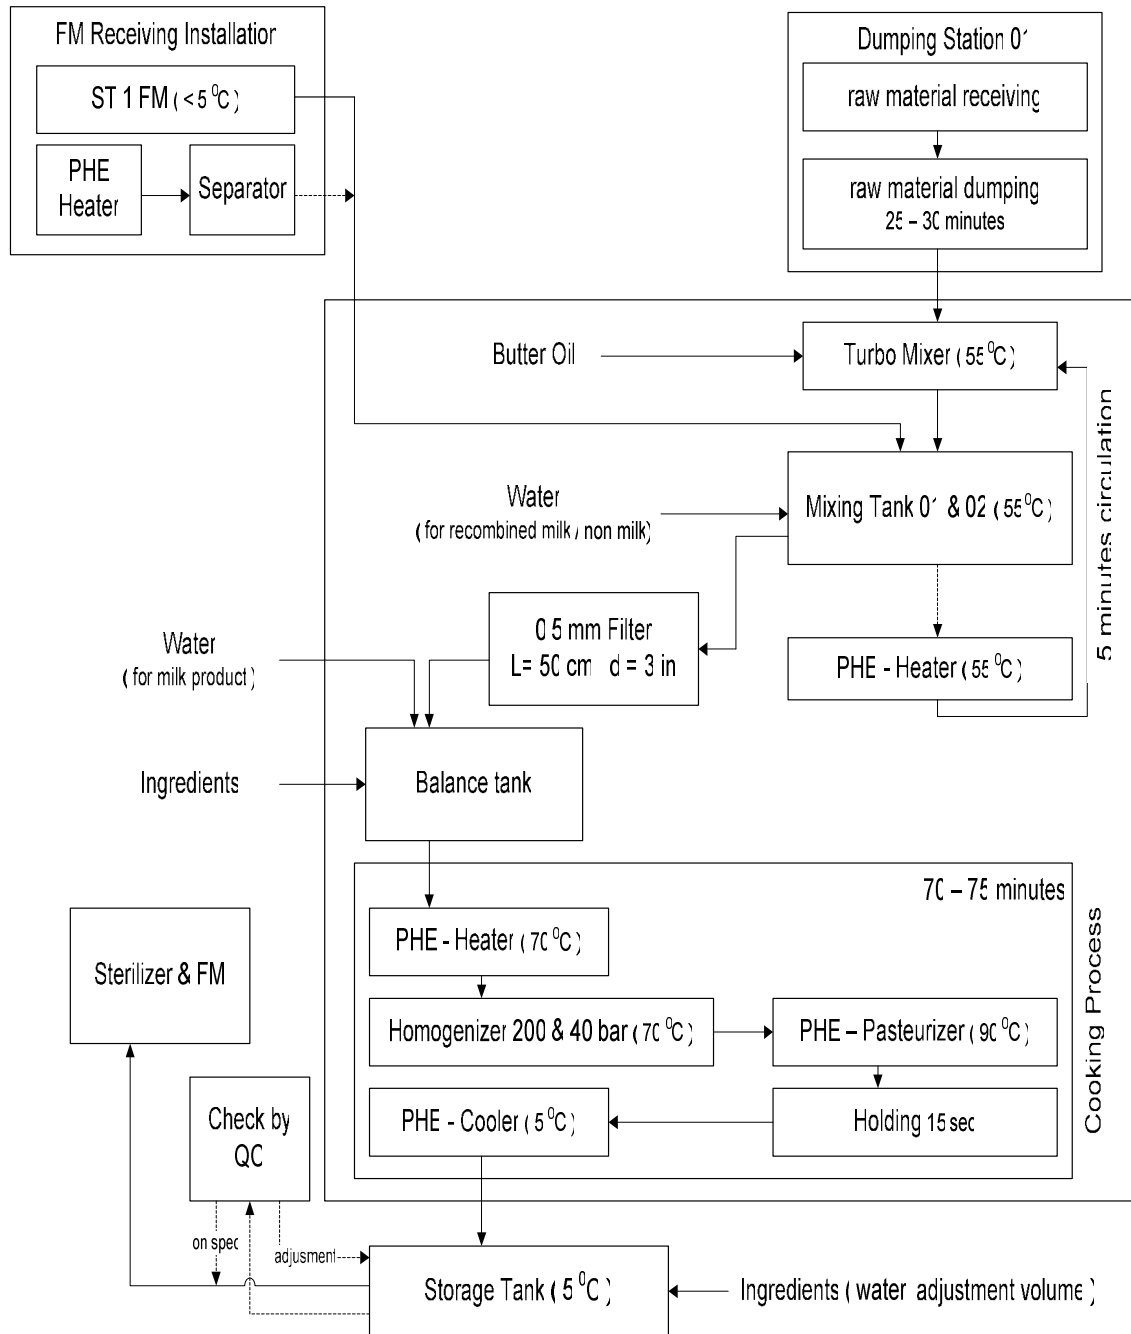 FM Receiving Installation
ST 1 FM ( < 5 ⁰C )
PHE
Heater
Separator
Dumping Station 01
raw material receiving
raw material dumping
25 – 30 minutes
Butter Oil
Turbo Mixer ( 55 ⁰C )
5 minutes circulation
Water
( for recombined milk / non milk )
Mixing Tank 01 & 02 ( 55 ⁰C )
0.5 mm Filter
L= 50 cm d = 3 in
PHE - Heater ( 55 ⁰C )
Water
( for milk product )
Ingredients
Balance tank
70 – 75 minutes
Cooking Process
PHE - Heater ( 70 ⁰C )
Homogenizer 200 & 40 bar ( 70 ⁰C )
PHE – Pasteurizer ( 90 ⁰C )
PHE - Cooler ( 5 ⁰C )
Holding 15 sec
Sterilizer & FM
Check by
QC
on spec
adjusment
Storage Tank ( 5 ⁰C )
Ingredients ( water adjustment volume )